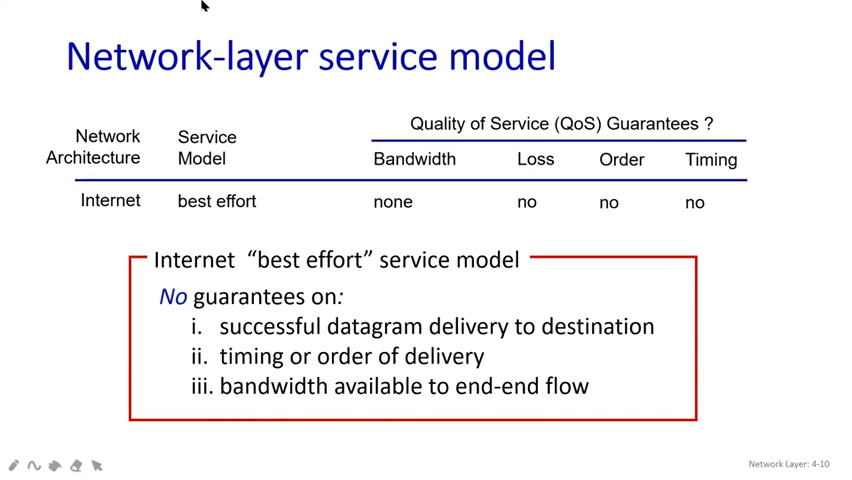 Network-layer service model
Quality of Service (QoS) Guarantees ?
Network Architecture Service Model Bandwidth Loss Order Timing
Internet best effort none no no no
Internet “best effort” service model
No guarantees on:
i. successful datagram delivery to destination
ii. timing or order of delivery
iii. bandwidth available to end-end flow
Network Layer: 4-10